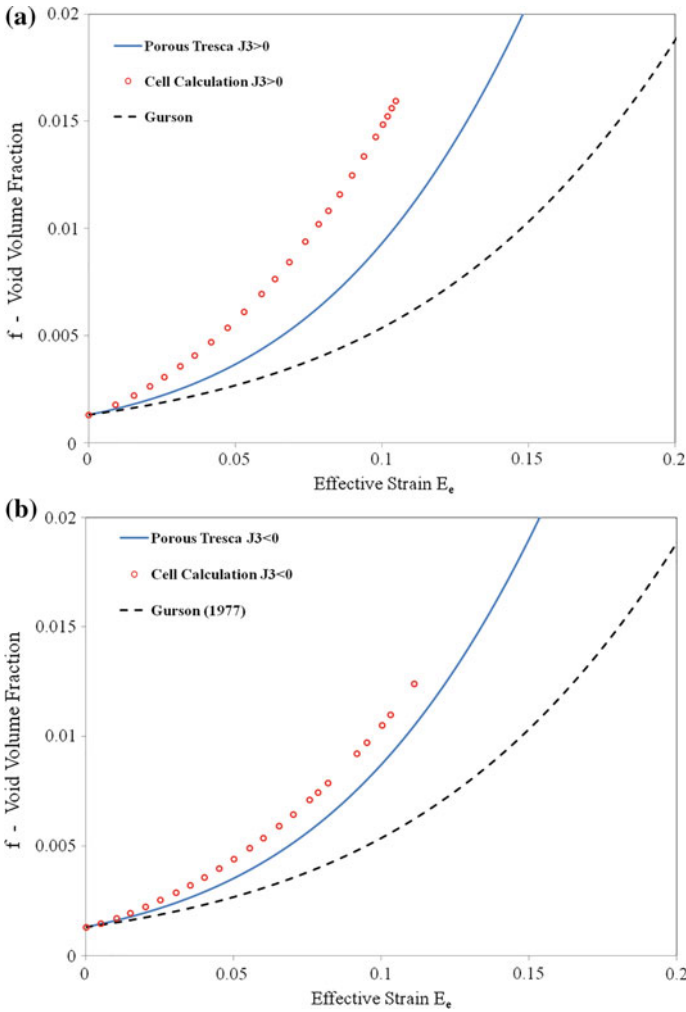 (a)
0.02
Porous Tresca J3>0
Cell Calculation J3>0
Gurson
0.015
0.01
0.005
0
f - Void Volume Fraction
0 0.05 0.1 0.15 0.2
Effective Strain Ee
(b)
0.02
Porous Tresca J3<0
Cell Calculation J3<0
Gurson (1977)
0.015
0.01
0.005
0
f - Void Volume Fraction
0 0.05 0.1 0.15 0.2
Effective Strain Ee